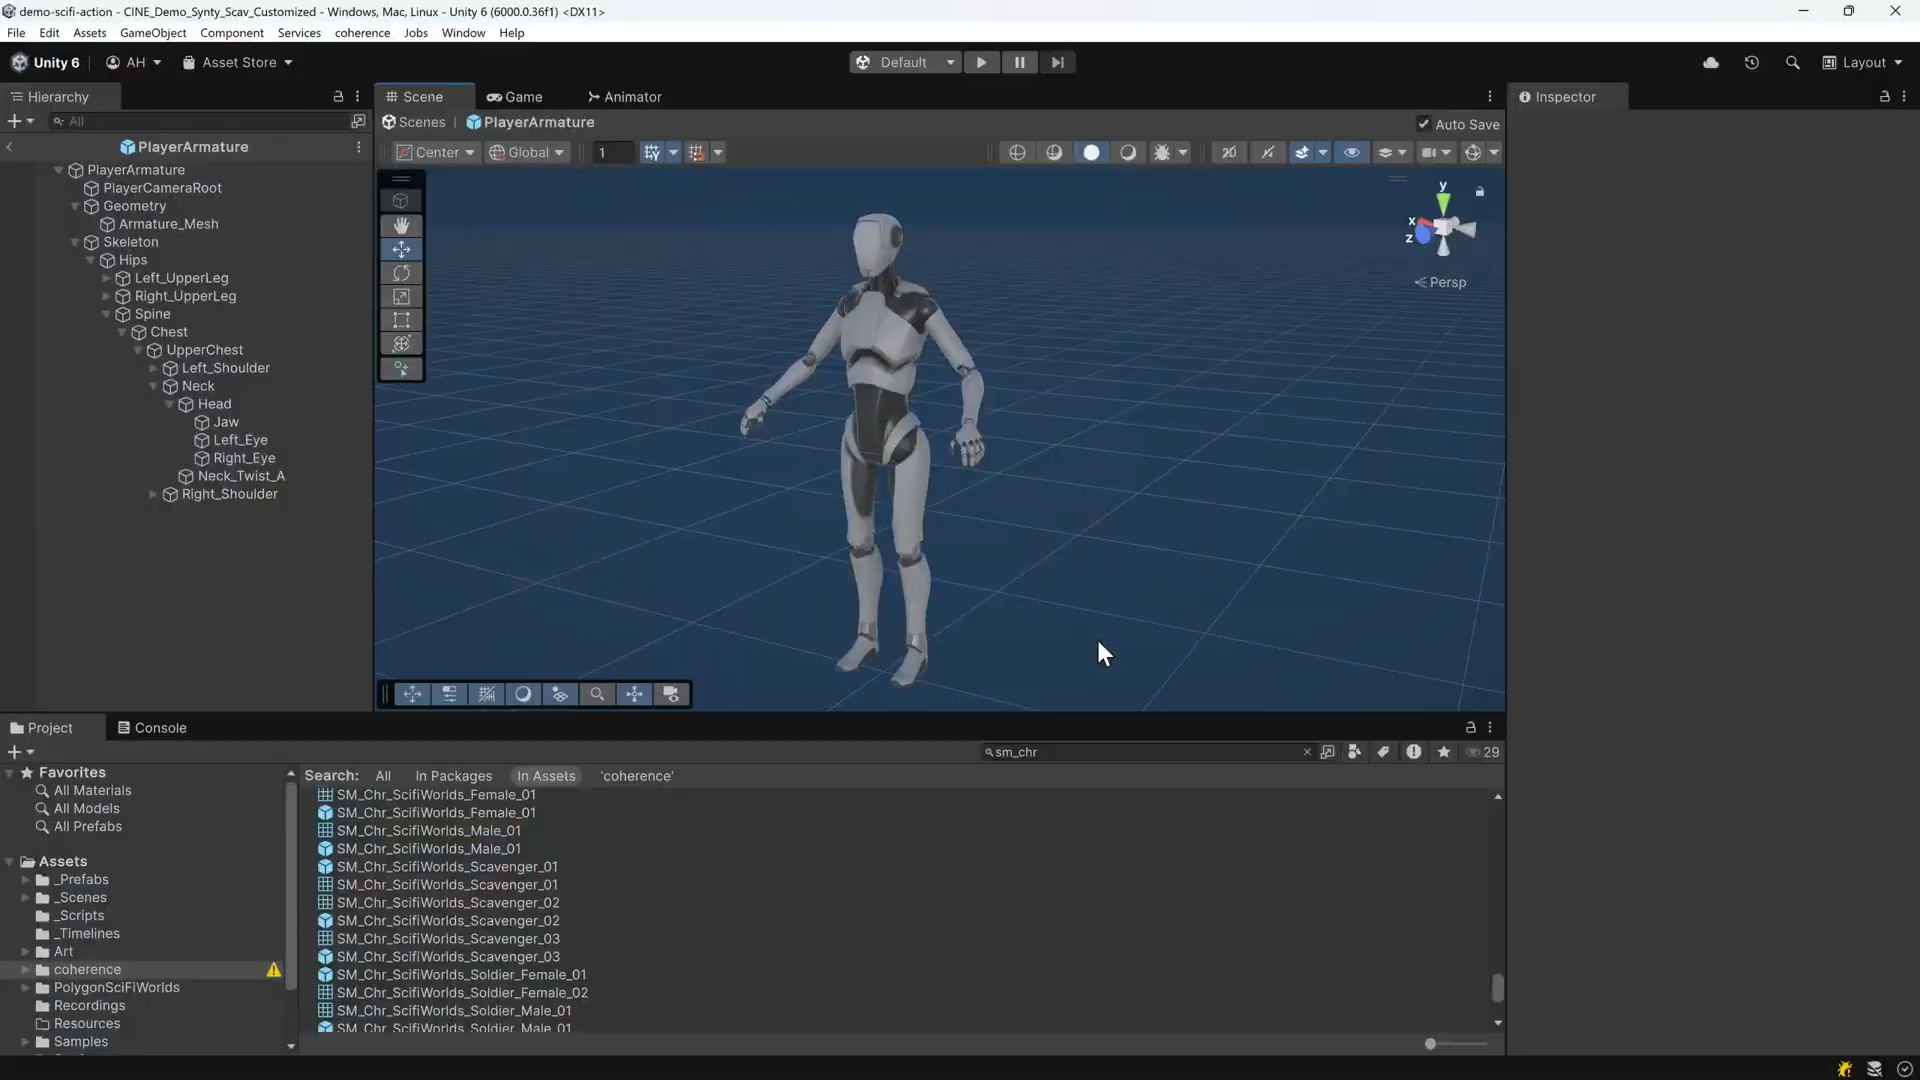 demo-scifi-action - CINE_Demo_Synty_Scav_Customized - Windows, Mac, Linux - Unity 6 (6000.0.36f1) <DX11>
File Edit Assets GameObject Component Services coherence Jobs Window Help
Unity 6 AH Asset Store Default Layout
Hierarchy Scene Game Animator Inspector
All Scenes PlayerArmature Auto Save
PlayerArmature Center Global 1 2D
PlayerArmature
PlayerCameraRoot
Geometry
Armature_Mesh
Skeleton
Hips
Left_UpperLeg
Right_UpperLeg
Spine
Chest
UpperChest
Left_Shoulder
Neck
Head
Jaw
Left_Eye
Right_Eye
Neck_Twist_A
Right_Shoulder
y
x
z
Persp
Project Console
sm_chr 29
Favorites
All Materials
All Models
All Prefabs
Assets
_Prefabs
_Scenes
_Scripts
_Timelines
Art
coherence
PolygonSciFiWorlds
Recordings
Resources
Samples
Search: All In Packages In Assets 'coherence'
SM_Chr_ScifiWorlds_Female_01
SM_Chr_ScifiWorlds_Female_01
SM_Chr_ScifiWorlds_Male_01
SM_Chr_ScifiWorlds_Male_01
SM_Chr_ScifiWorlds_Scavenger_01
SM_Chr_ScifiWorlds_Scavenger_01
SM_Chr_ScifiWorlds_Scavenger_02
SM_Chr_ScifiWorlds_Scavenger_02
SM_Chr_ScifiWorlds_Scavenger_03
SM_Chr_ScifiWorlds_Scavenger_03
SM_Chr_ScifiWorlds_Soldier_Female_01
SM_Chr_ScifiWorlds_Soldier_Female_02
SM_Chr_ScifiWorlds_Soldier_Male_01
SM_Chr_ScifiWorlds_Soldier_Male_01